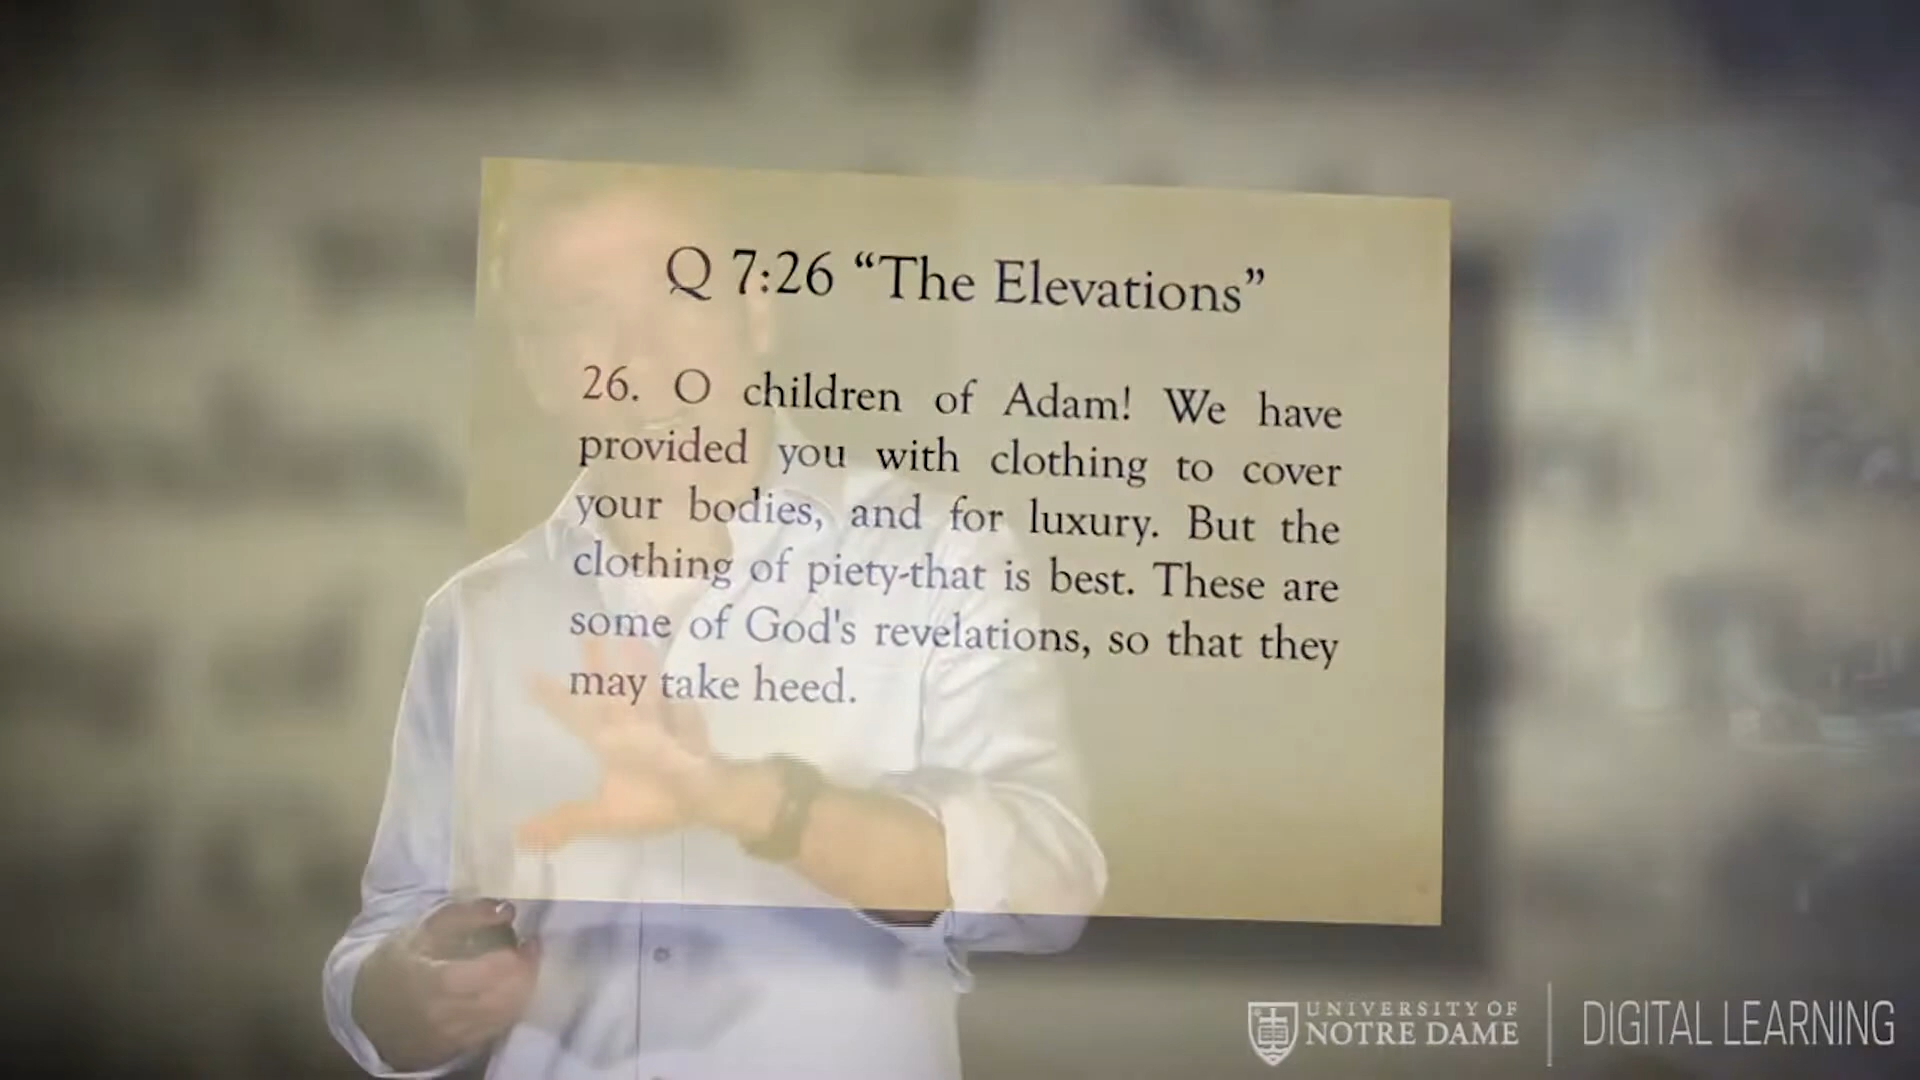 Q 7:26 “The Elevations”
26. O children of Adam! We have
provided you with clothing to cover
your bodies, and for luxury. But the
clothing of piety-that is best. These are
some of God's revelations, so that they
may take heed.
UNIVERSITY OF
NOTRE DAME
DIGITAL LEARNING